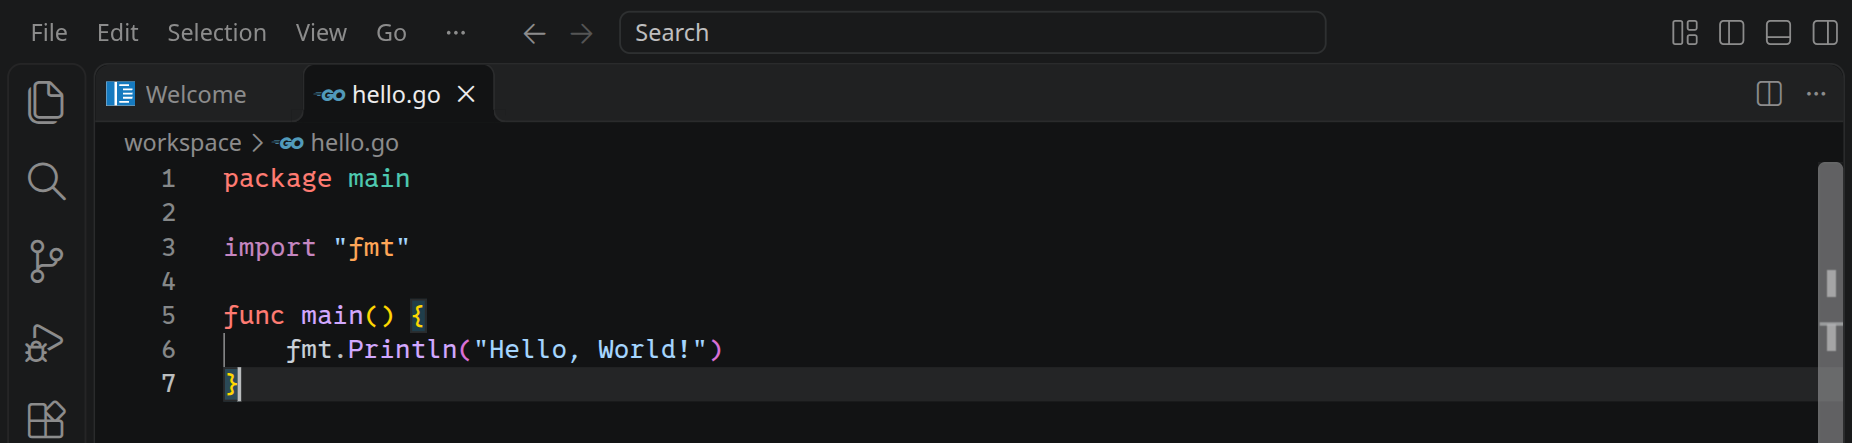 File Edit Selection View Go ··· Search
Welcome GO hello.go
workspace > GO hello.go
1 package main
2
3 import "fmt"
4
5 func main() {
6     fmt.Println("Hello, World!")
7 }